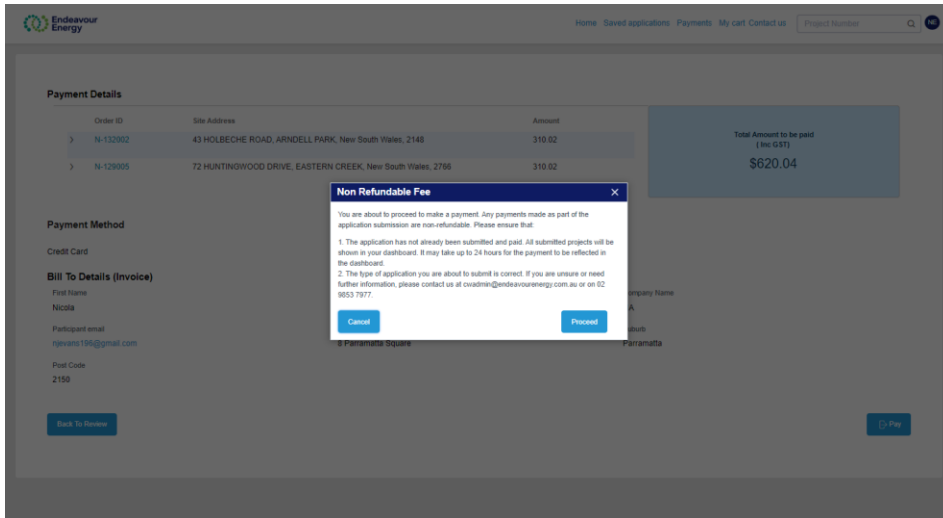 Endeavour
Energy
Home Saved applications Payments My cart Contact us Project Number NE
Payment Details
Order ID Site Address Amount
N-132002 43 HOLBECHE ROAD, ARNDELL PARK, New South Wales, 2148 310.02
N-129805 72 HUNTINGWOOD DRIVE, EASTERN CREEK, New South Wales, 2766 310.02
Total Amount to be paid
( Inc GST)
$620.04
Non Refundable Fee
You are about to proceed to make a payment. Any payments made as part of the
application submission are non-refundable. Please ensure that
1. The application has not already been submitted and paid. All submitted projects will be
shown in your dashboard. It may take up to 24 hours for the payment to be reflected in
the dashboard.
2. The type of application you are about to submit is correct. If you are unsure or need
further information, please contact us at cwadmin@endeavourenergy.com.au or on 02
9853 7977.
Cancel Proceed
Payment Method
Credit Card
Bill To Details (Invoice)
First Name
Nicola
ompany Name
A
Participant email
njevans198@gmail.com
8 Parramatta Square
Parramatta
Post Code
2150
Back To Review Pay